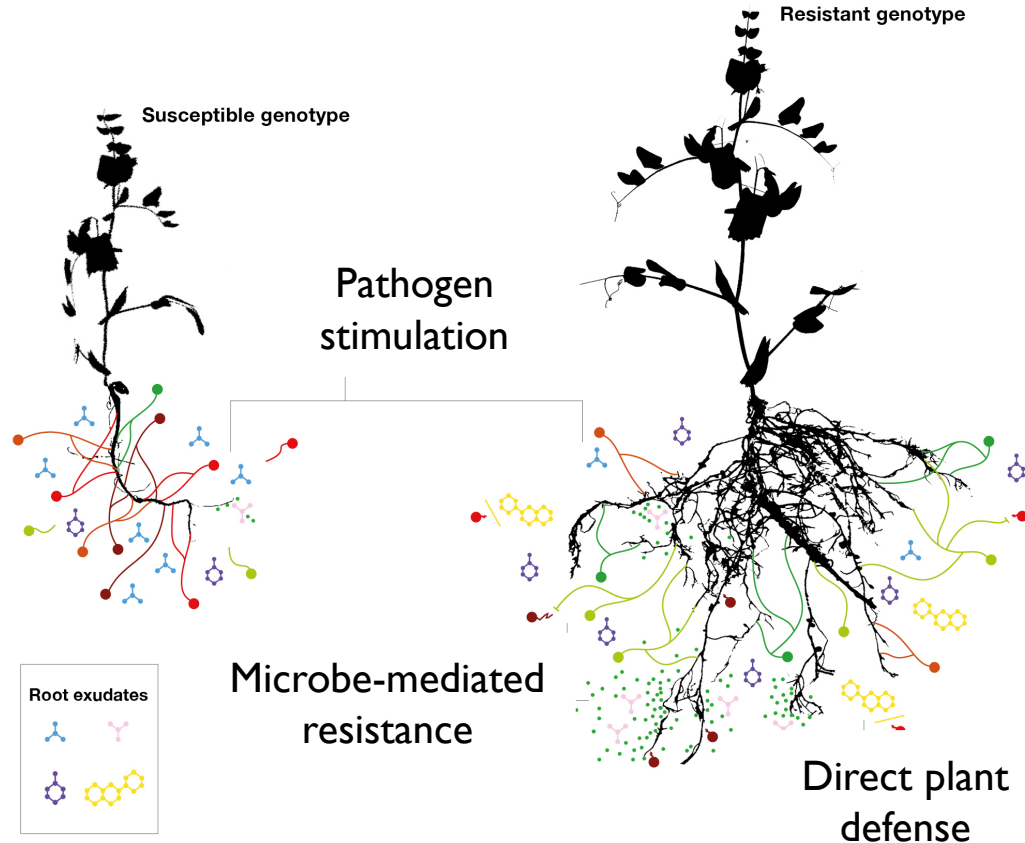 Resistant genotype
Susceptible genotype
Pathogen
stimulation
Microbe-mediated
resistance
Root exudates
Direct plant
defense